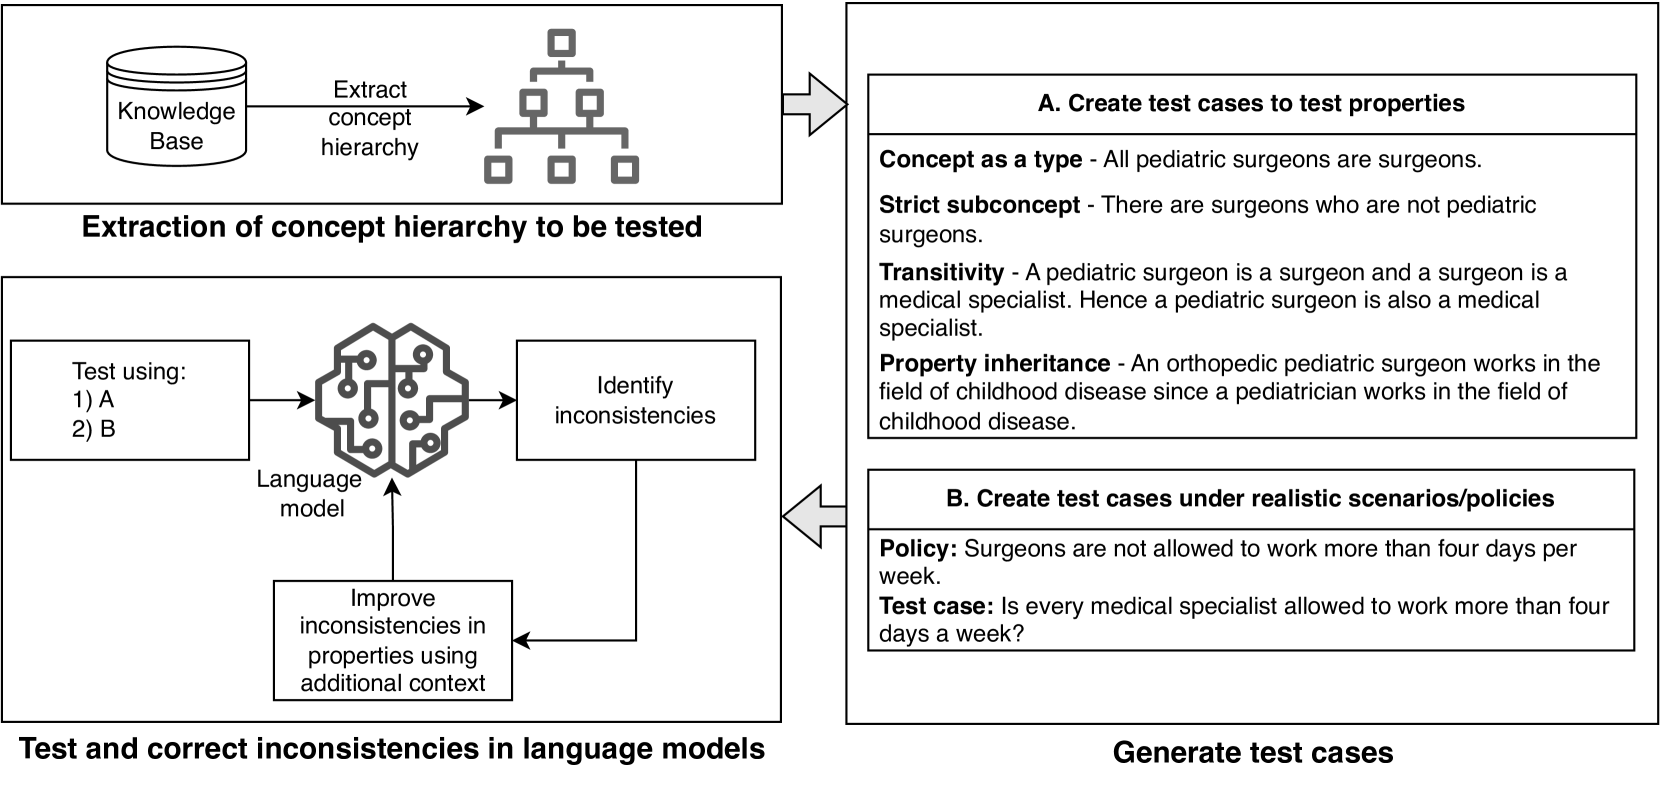 Knowledge
Base
Extract
concept
hierarchy
Extraction of concept hierarchy to be tested
A. Create test cases to test properties
Concept as a type - All pediatric surgeons are surgeons.
Strict subconcept - There are surgeons who are not pediatric
surgeons.
Transitivity - A pediatric surgeon is a surgeon and a surgeon is a
medical specialist. Hence a pediatric surgeon is also a medical
specialist.
Property inheritance - An orthopedic pediatric surgeon works in the
field of childhood disease since a pediatrician works in the field of
childhood disease.
B. Create test cases under realistic scenarios/policies
Policy: Surgeons are not allowed to work more than four days per
week.
Test case: Is every medical specialist allowed to work more than four
days a week?
Generate test cases
Test using:
1) A
2) B
Language
model
Identify
inconsistencies
Improve
inconsistencies in
properties using
additional context
Test and correct inconsistencies in language models